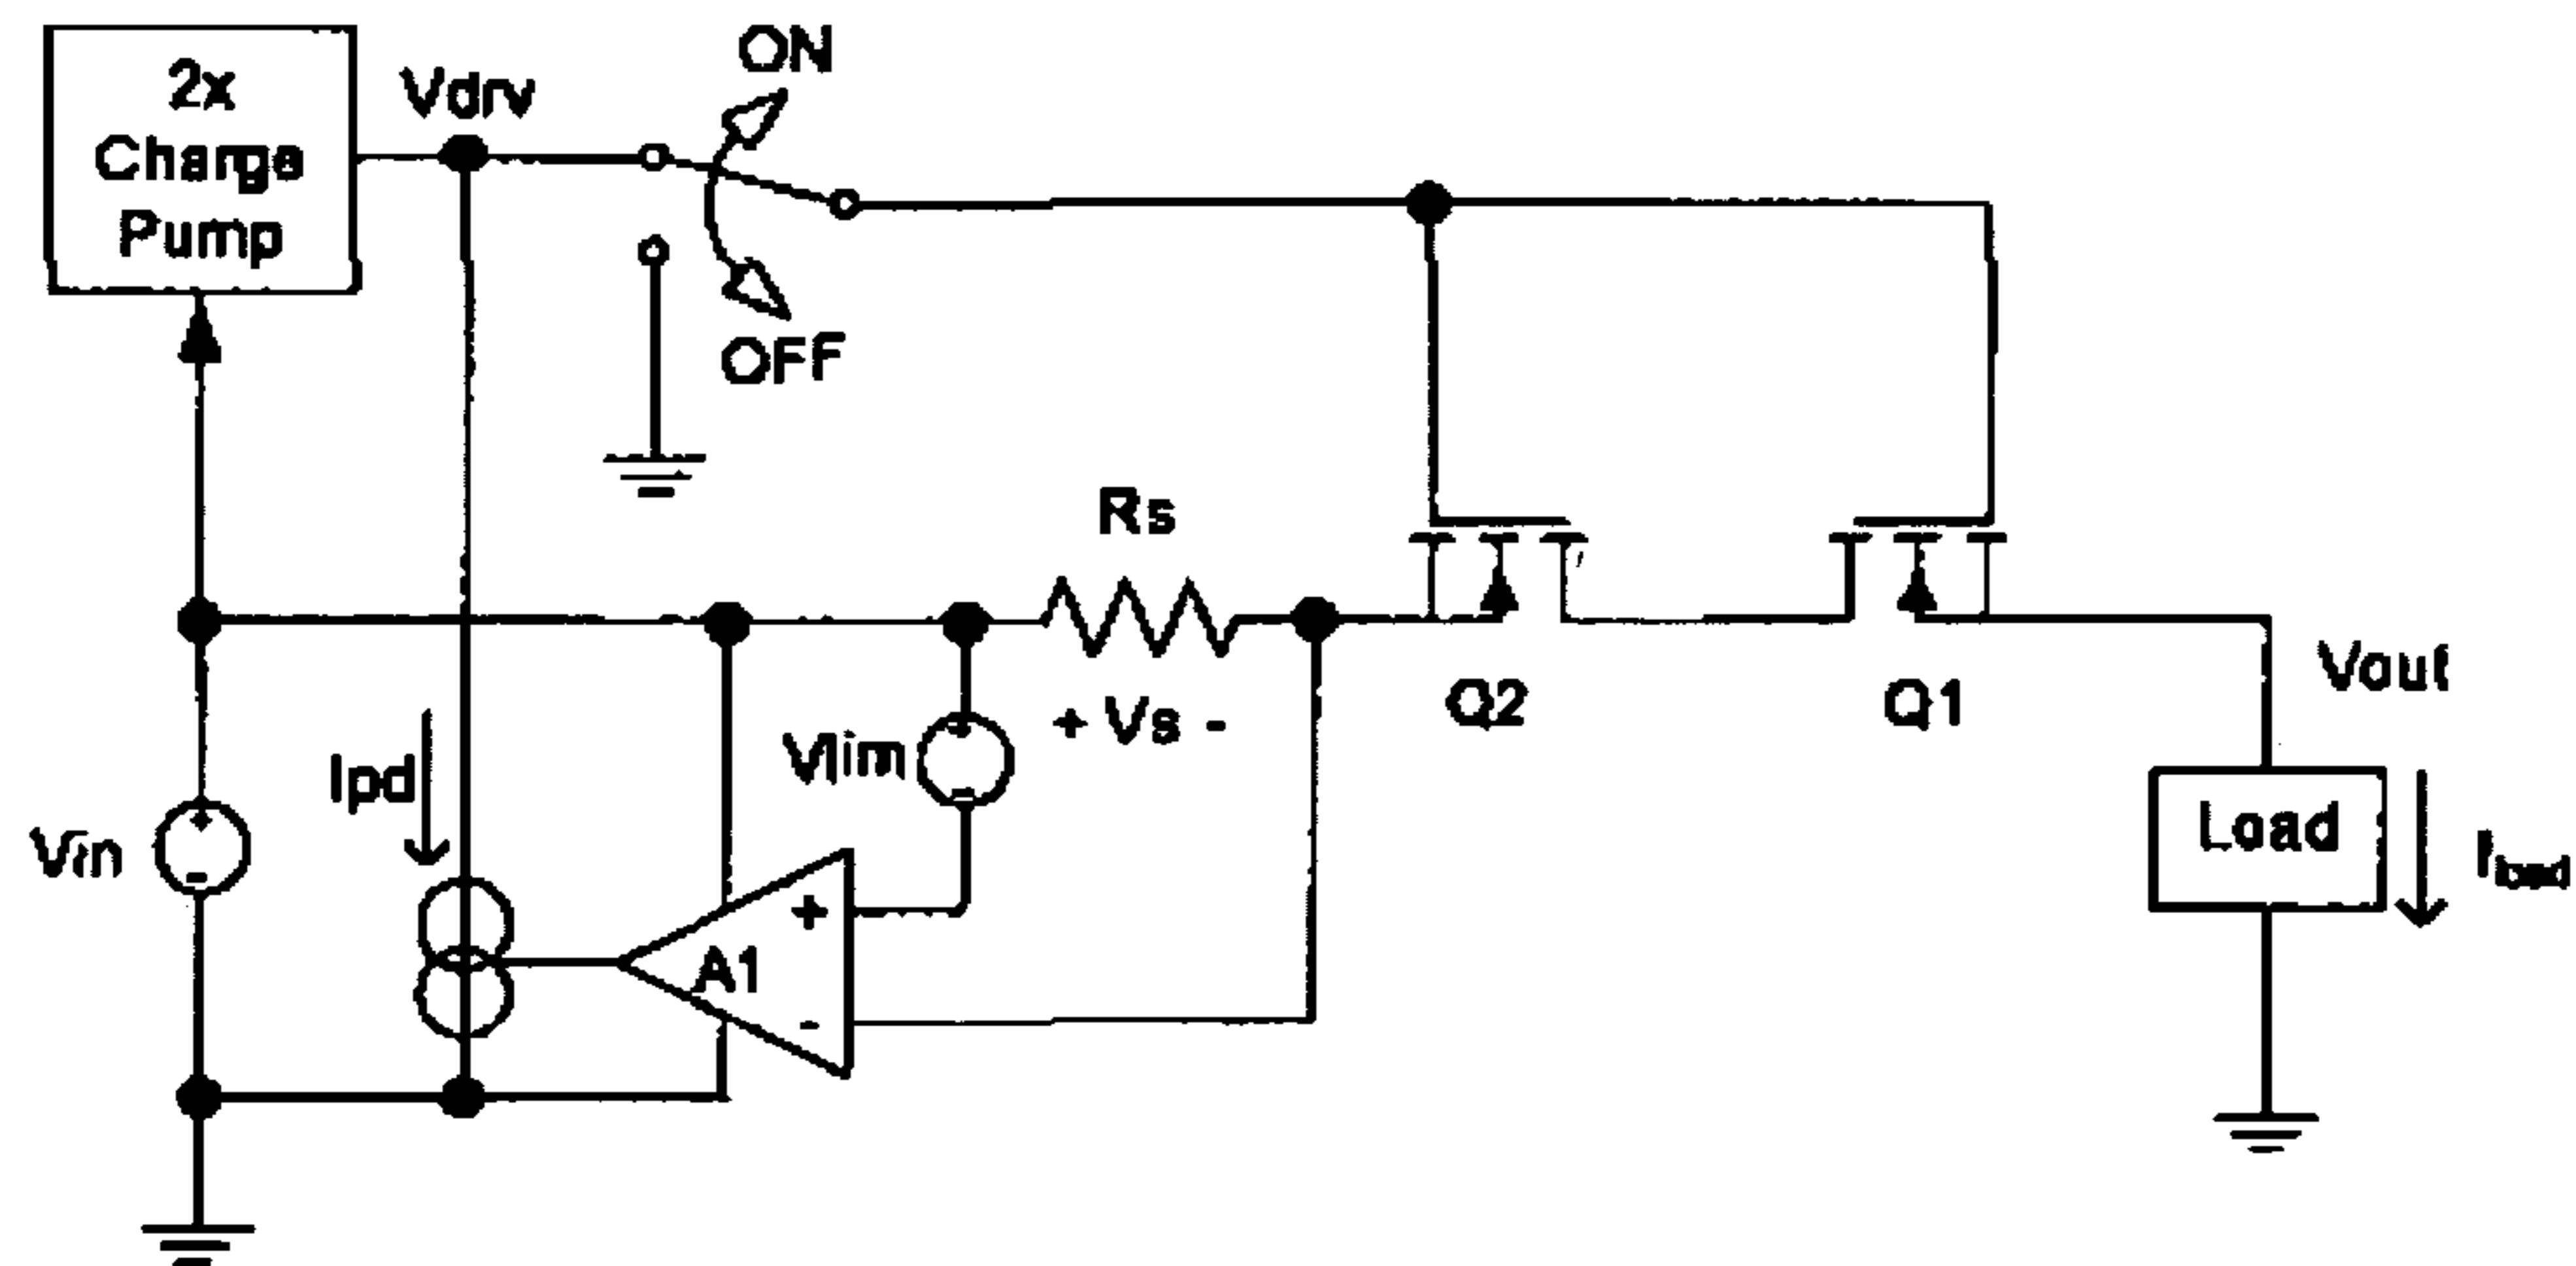 2x
Charge
Pump
Vdrv
ON
OFF
Rs
+ Vs -
Q2
Q1
Vout
Ipd
Vlim
+
-
Vin
+
-
A1
+
-
Load
Iload